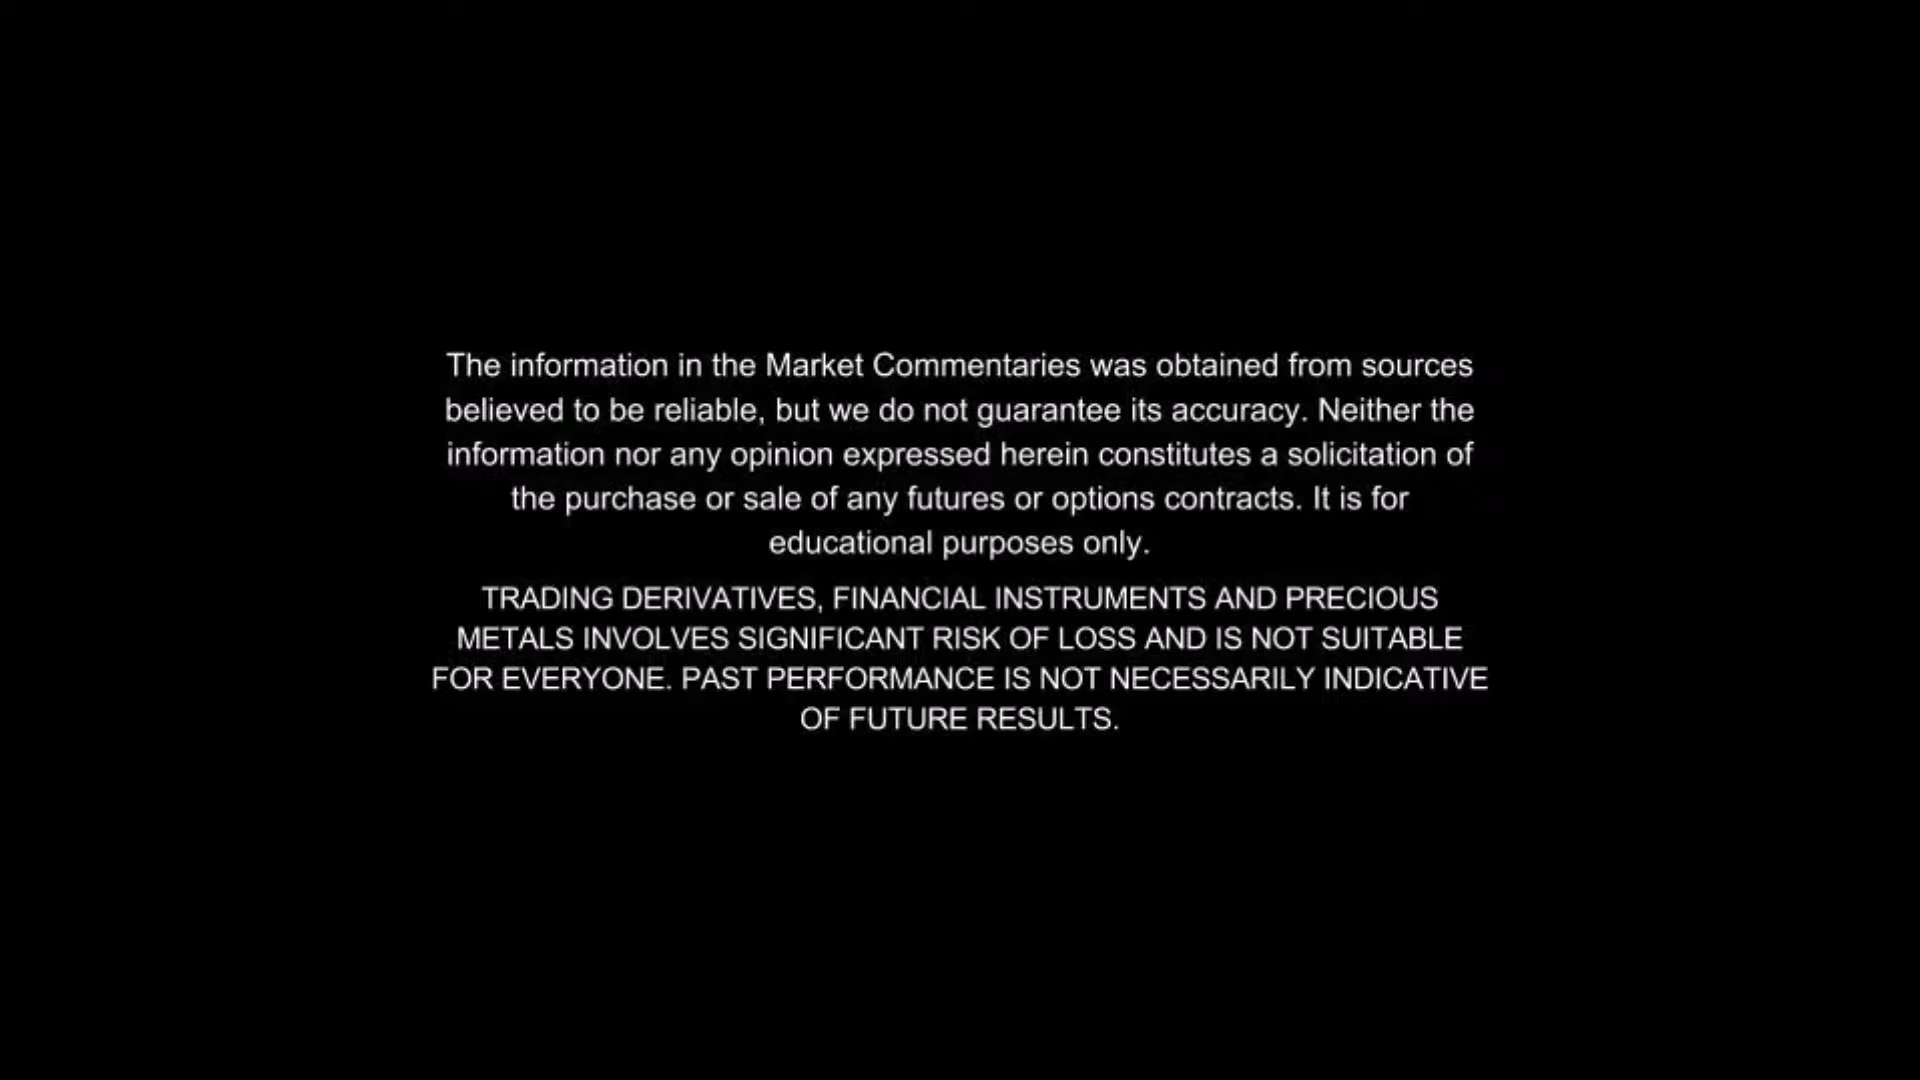 The information in the Market Commentaries was obtained from sources
believed to be reliable, but we do not guarantee its accuracy. Neither the
information nor any opinion expressed herein constitutes a solicitation of
the purchase or sale of any futures or options contracts. It is for
educational purposes only.
TRADING DERIVATIVES, FINANCIAL INSTRUMENTS AND PRECIOUS
METALS INVOLVES SIGNIFICANT RISK OF LOSS AND IS NOT SUITABLE
FOR EVERYONE. PAST PERFORMANCE IS NOT NECESSARILY INDICATIVE
OF FUTURE RESULTS.